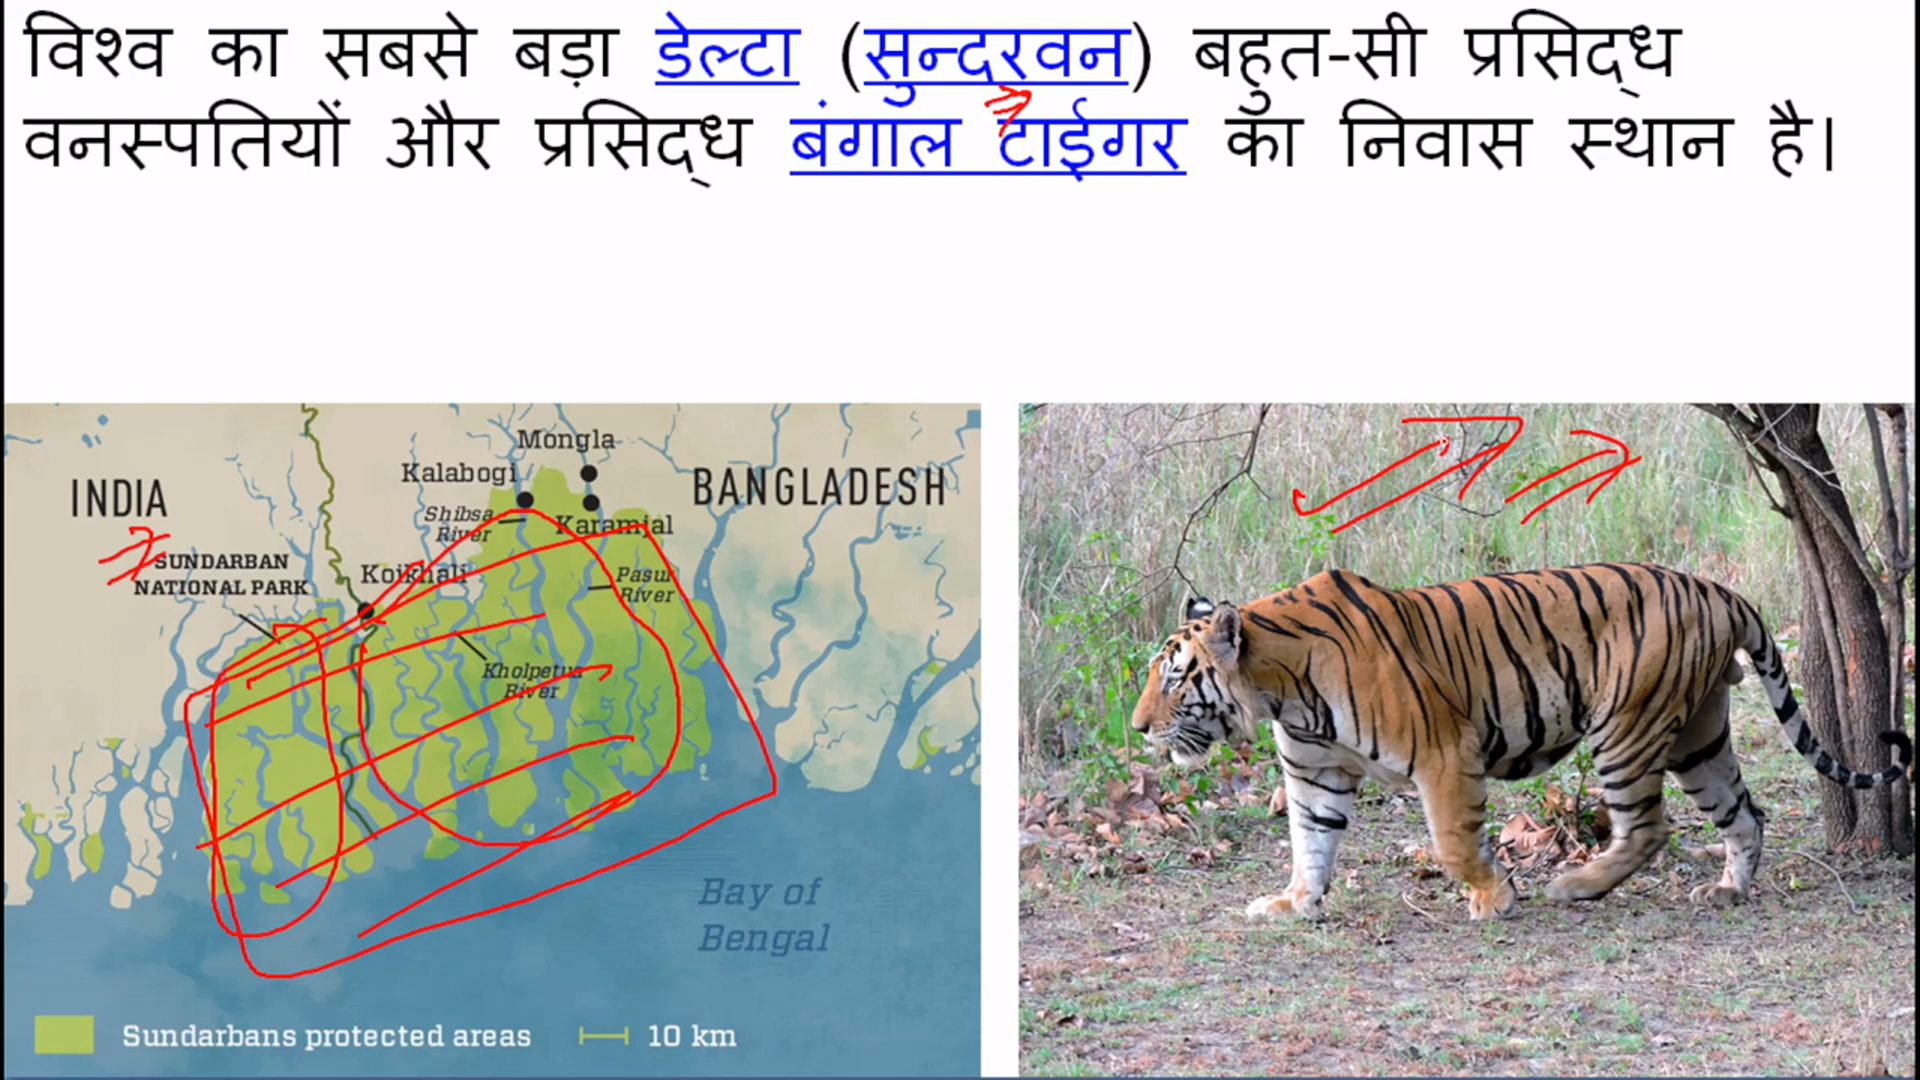 विश्व का सबसे बड़ा डेल्टा (सुन्दरवन) बहुत-सी प्रसिद्ध
वनस्पतियों और प्रसिद्ध बंगाल टाईगर का निवास स्थान है।
Mongla
Kalabogi
INDIA
BANGLADESH
Shibsa
River
Karamjal
SUNDARBAN
NATIONAL PARK
Koikhali
Pasur
River
Kholpetua
River
Bay of
Bengal
Sundarbans protected areas
10 km